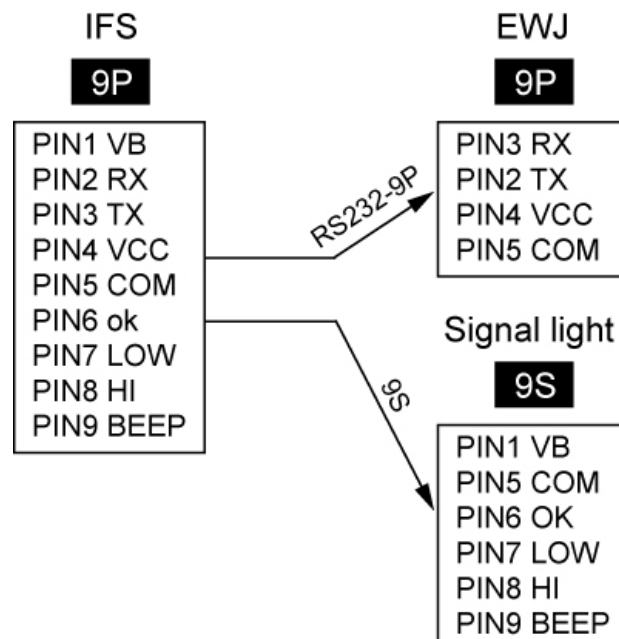 IFS
9P
PIN1 VB
PIN2 RX
PIN3 TX
PIN4 VCC
PIN5 COM
PIN6 ok
PIN7 LOW
PIN8 HI
PIN9 BEEP
RS232-9P
9S
EWJ
9P
PIN3 RX
PIN2 TX
PIN4 VCC
PIN5 COM
Signal light
9S
PIN1 VB
PIN5 COM
PIN6 OK
PIN7 LOW
PIN8 HI
PIN9 BEEP